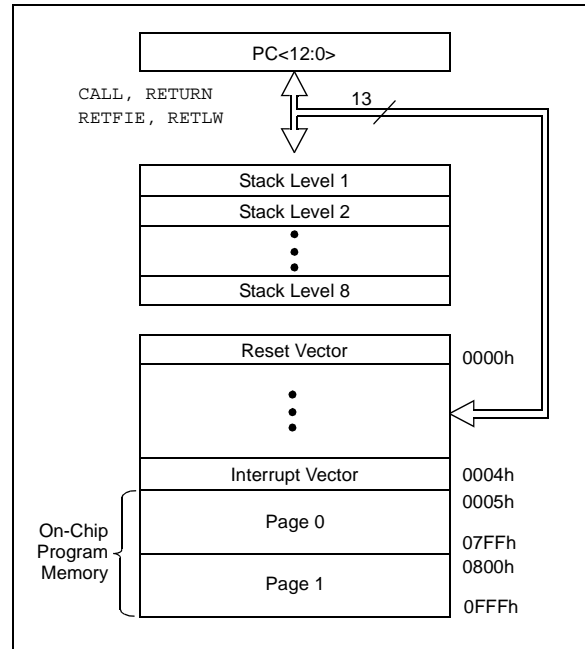 PC<12:0>
CALL, RETURN
RETFIE, RETLW
13
Stack Level 1
Stack Level 2
Stack Level 8
Reset Vector
0000h
Interrupt Vector
0004h
0005h
On-Chip
Program
Memory
Page 0
07FFh
0800h
Page 1
0FFFh